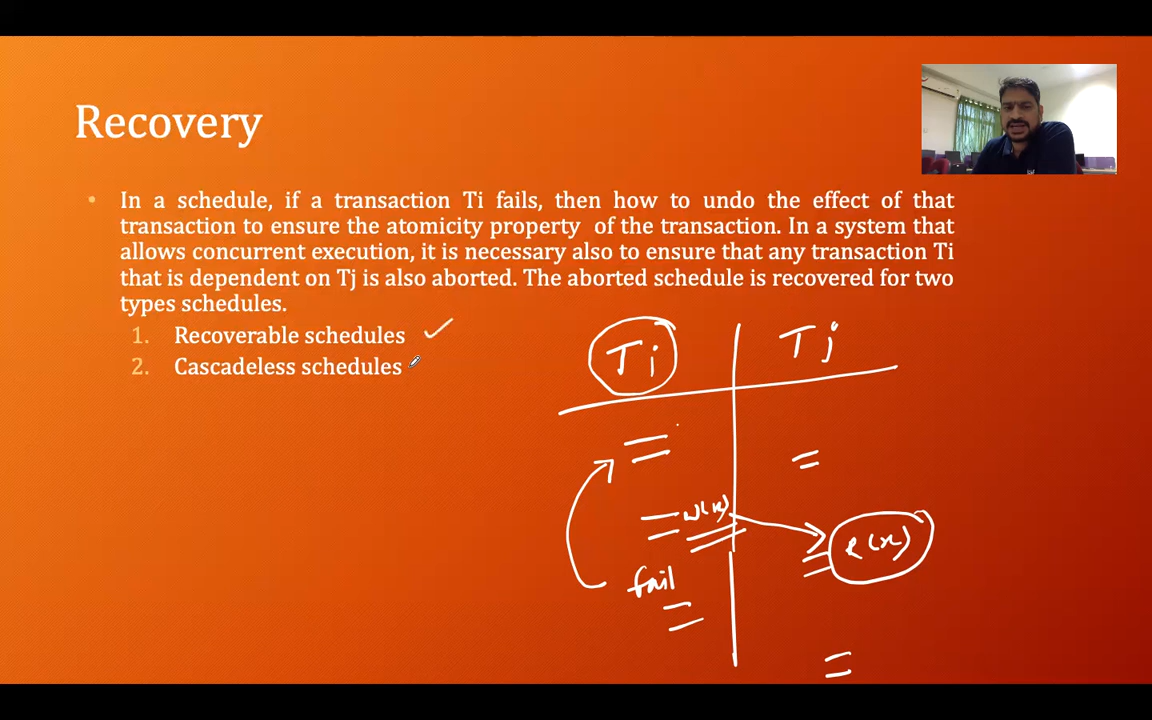 Recovery
• In a schedule, if a transaction Ti fails, then how to undo the effect of that
transaction to ensure the atomicity property of the transaction. In a system that
allows concurrent execution, it is necessary also to ensure that any transaction Ti
that is dependent on Tj is also aborted. The aborted schedule is recovered for two
types schedules.
1. Recoverable schedules
2. Cascadeless schedules
Ti Tj
W(x)
R(x)
fail